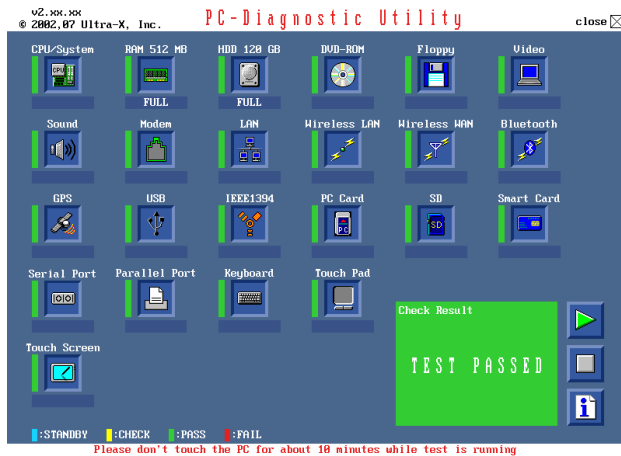 v2.xx.xx
© 2002,07 Ultra-X, Inc.
PC-Diagnostic Utility
close
CPU/System
RAM 512 MB
HDD 120 GB
DVD-ROM
Floppy
Video
CPU
FULL
FULL
Sound
Modem
LAN
Wireless LAN
Wireless WAN
Bluetooth
GPS
USB
IEEE1394
PC Card
SD
Smart Card
PC
SD
Serial Port
Parallel Port
Keyboard
Touch Pad
Check Result
TEST PASSED
Touch Screen
:STANDBY :CHECK :PASS :FAIL
Please don't touch the PC for about 10 minutes while test is running